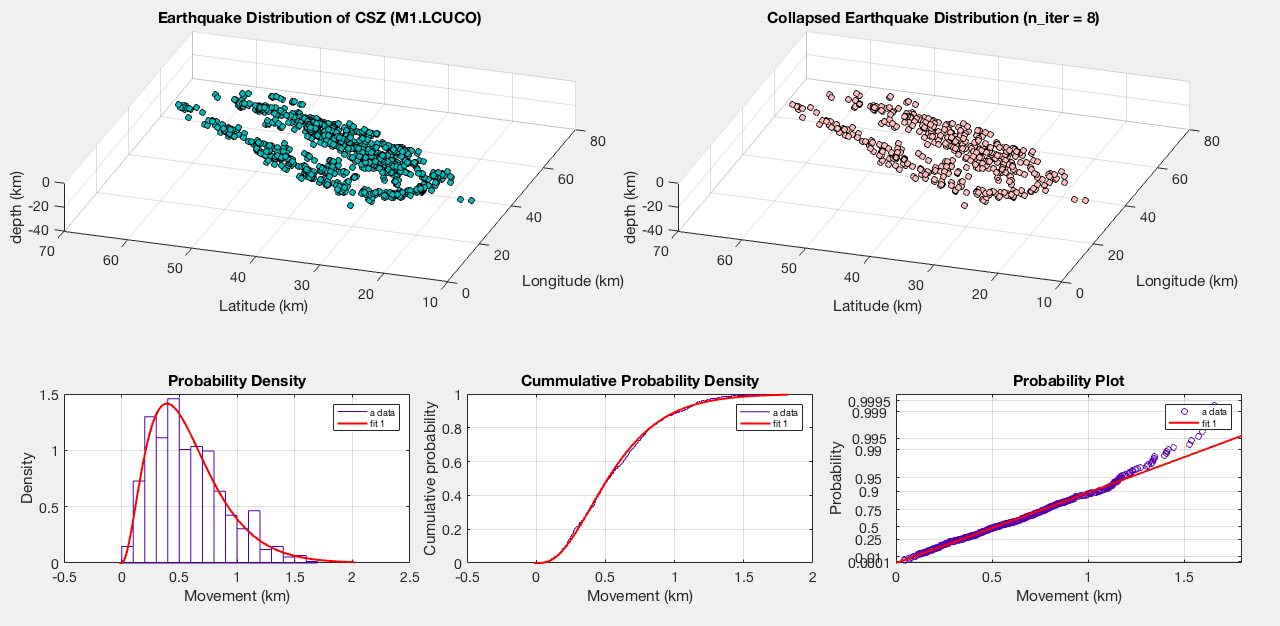 Earthquake Distribution of CSZ (M1.LCUCO)
depth (km)
0
-20
-40
70
60
50
40
30
20
10
Latitude (km)
0
20
40
60
80
Longitude (km)
Collapsed Earthquake Distribution (n_iter = 8)
depth (km)
0
-20
-40
70
60
50
40
30
20
10
Latitude (km)
0
20
40
60
80
Longitude (km)
Probability Density
Density
1.5
1
0.5
0
-0.5
0
0.5
1
1.5
2
2.5
Movement (km)
a data
fit 1
Cummulative Probability Density
Cumulative probability
1
0.8
0.6
0.4
0.2
0
-0.5
0
0.5
1
1.5
2
Movement (km)
a data
fit 1
Probability Plot
Probability
0.9995
0.999
0.995
0.99
0.95
0.9
0.75
0.5
0.25
0.0001
0
0.5
1
1.5
Movement (km)
a data
fit 1